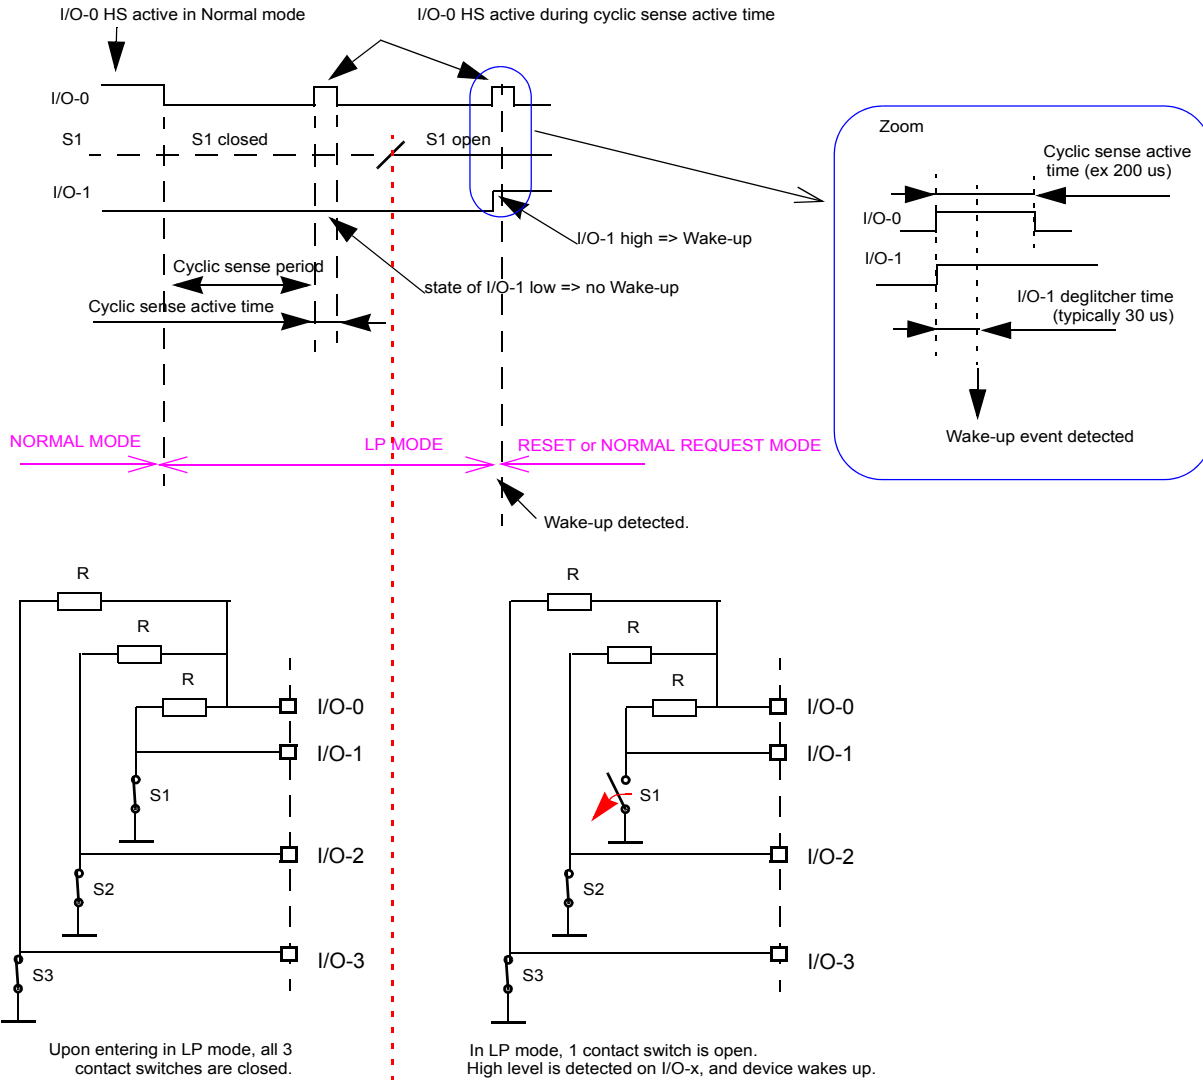 I/O-0 HS active in Normal mode
I/O-0 HS active during cyclic sense active time
I/O-0
S1
S1 closed
S1 open
I/O-1
I/O-1 high => Wake-up
Cyclic sense period
state of I/O-1 low => no Wake-up
Cyclic sense active time
Zoom
Cyclic sense active
time (ex 200 us)
I/O-0
I/O-1
I/O-1 deglitcher time
(typically 30 us)
Wake-up event detected
NORMAL MODE
LP MODE
RESET or NORMAL REQUEST MODE
Wake-up detected.
R
R
R
I/O-0
I/O-1
S1
I/O-2
S2
I/O-3
S3
Upon entering in LP mode, all 3
contact switches are closed.
R
R
R
I/O-0
I/O-1
S1
I/O-2
S2
I/O-3
S3
In LP mode, 1 contact switch is open.
High level is detected on I/O-x, and device wakes up.